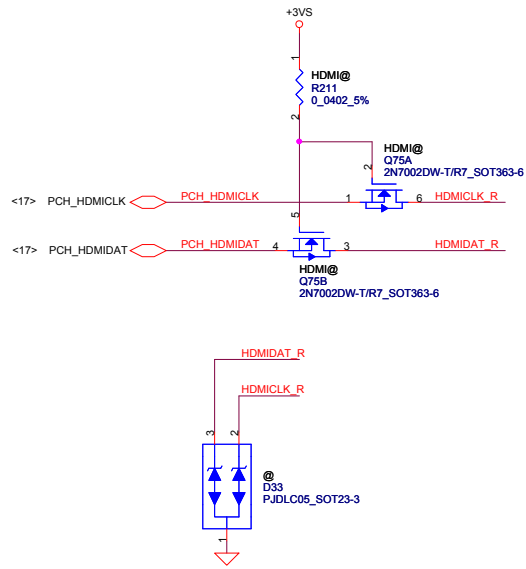 +3VS
1
HDMI@
R211
0_0402_5%
2
HDMI@
Q75A
2N7002DW-T/R7_SOT363-6
2
<17> PCH_HDMICLK PCH_HDMICLK 1 6 HDMICLK_R
5
<17> PCH_HDMIDAT PCH_HDMIDAT 4 3 HDMIDAT_R
HDMI@
Q75B
2N7002DW-T/R7_SOT363-6
HDMIDAT_R
HDMICLK_R
3 2
@
D33
PJDLC05_SOT23-3
1